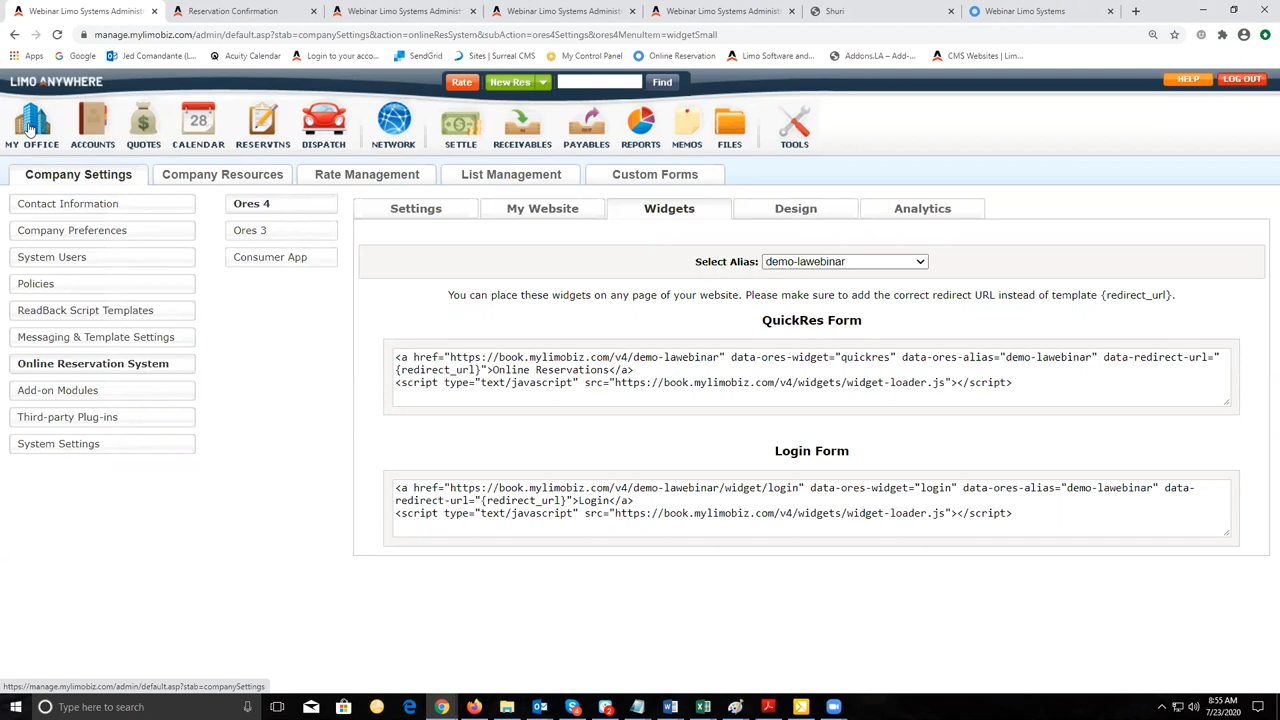 Webinar Limo Systems Administ
Reservation Confirmation
Webinar Limo Systems Administ
Webinar Limo Systems Administ
Webinar Limo Systems Administ
Shuri
Webinar Limo Systems
manage.mylimobiz.com/admin/default.asp?stab=companySettings&action=onlineResSystem&subAction=ores4Settings&ores4MenuItem=widgetSmall
Apps
Google
Jed Comandante (@...
Acuity Calendar
Login to your acco...
SendGrid
Sites | Surreal CMS
My Control Panel
Online Reservation
Limo Software and...
Addons.LA – Add-...
CMS Websites | Lim...
LIMO ANYWHERE
Rate
New Res
Find
HELP
LOG OUT
28
MY OFFICE
ACCOUNTS
QUOTES
CALENDAR
RESERVTNS
DISPATCH
NETWORK
SETTLE
RECEIVABLES
PAYABLES
REPORTS
MEMOS
FILES
TOOLS
Company Settings
Company Resources
Rate Management
List Management
Custom Forms
Contact Information
Company Preferences
System Users
Policies
ReadBack Script Templates
Messaging & Template Settings
Online Reservation System
Add-on Modules
Third-party Plug-ins
System Settings
Ores 4
Ores 3
Consumer App
Settings
My Website
Widgets
Design
Analytics
Select Alias:
demo-lawebinar
You can place these widgets on any page of your website. Please make sure to add the correct redirect URL instead of template {redirect_url}.
QuickRes Form
<a href="https://book.mylimobiz.com/v4/demo-lawebinar" data-ores-widget="quickres" data-ores-alias="demo-lawebinar" data-redirect-url="
{redirect_url}">Online Reservations</a>
<script type="text/javascript" src="https://book.mylimobiz.com/v4/widgets/widget-loader.js"></script>
Login Form
<a href="https://book.mylimobiz.com/v4/demo-lawebinar/widget/login" data-ores-widget="login" data-ores-alias="demo-lawebinar" data-
redirect-url="{redirect_url}">Login</a>
<script type="text/javascript" src="https://book.mylimobiz.com/v4/widgets/widget-loader.js"></script>
https://manage.mylimobiz.com/admin/default.asp?stab=companySettings
Type here to search
8:55 AM
7/23/2020